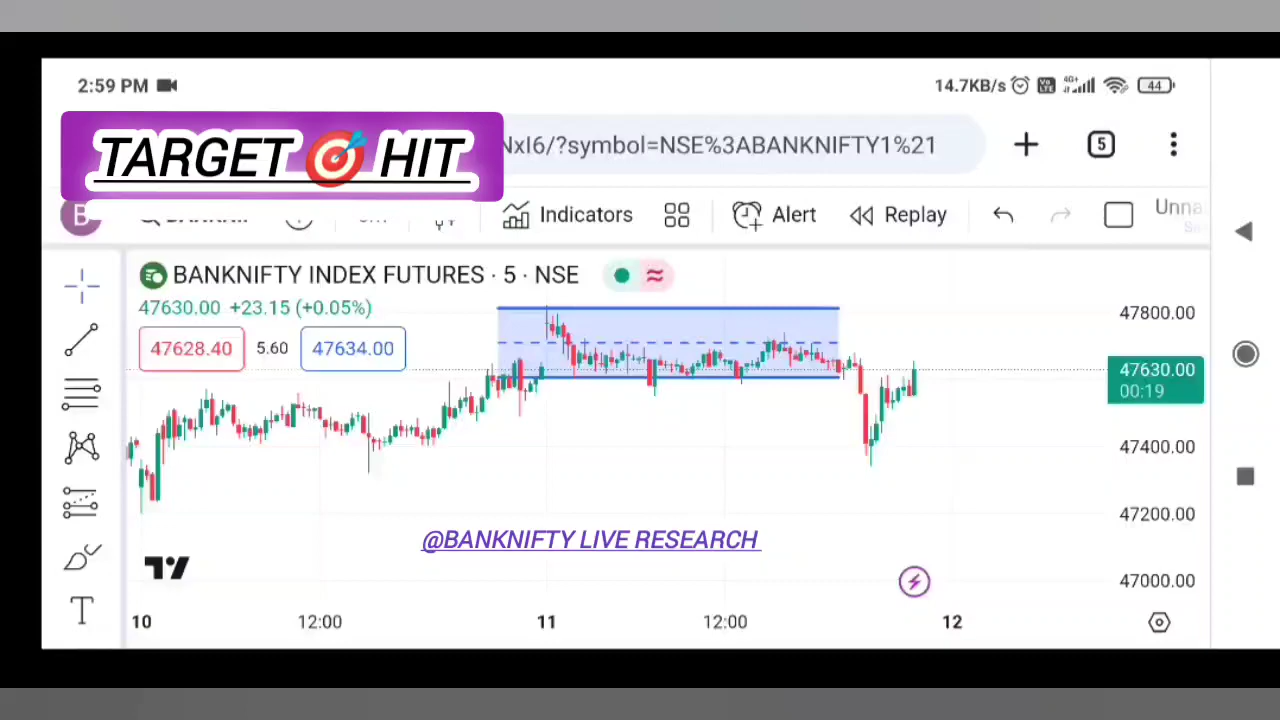 2:59 PM
14.7KB/s 4G+ 44
TARGET 🎯 HIT
NxI6/?symbol=NSE%3ABANKNIFTY1%21
5
B
Indicators
Alert
Replay
Unna
BANKNIFTY INDEX FUTURES · 5 · NSE
47630.00 +23.15 (+0.05%)
47628.40 5.60 47634.00
47800.00
47630.00
00:19
47400.00
47200.00
47000.00
@BANKNIFTY LIVE RESEARCH
T
10 12:00 11 12:00 12